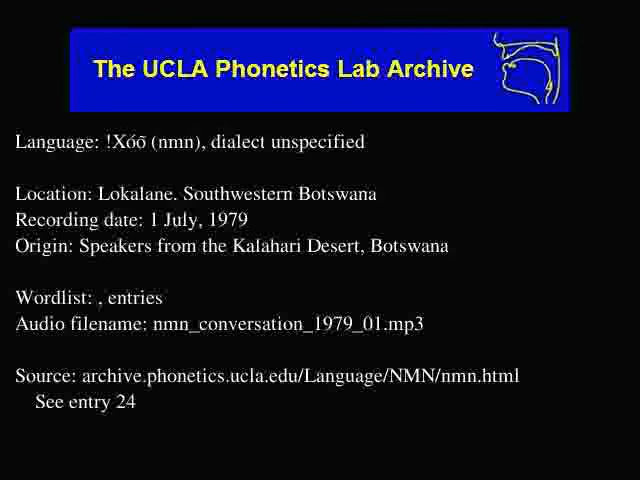 The UCLA Phonetics Lab Archive
Language: !Xóõ (nmn), dialect unspecified
Location: Lokalane. Southwestern Botswana
Recording date: 1 July, 1979
Origin: Speakers from the Kalahari Desert, Botswana
Wordlist: , entries
Audio filename: nmn_conversation_1979_01.mp3
Source: archive.phonetics.ucla.edu/Language/NMN/nmn.html
See entry 24